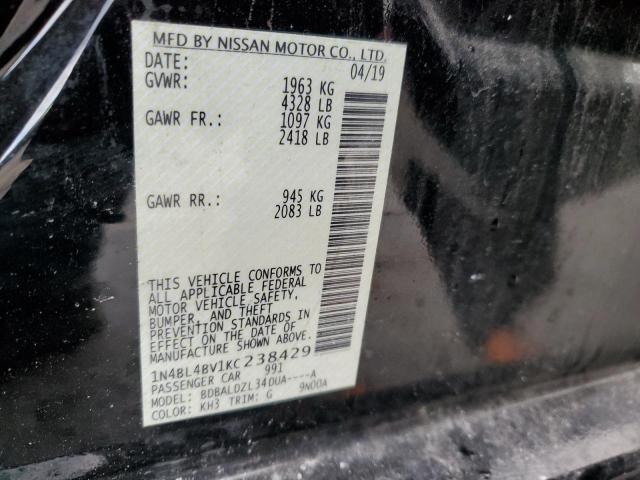 MFD BY NISSAN MOTOR CO., LTD.
DATE: 04/19
GVWR: 1963 KG
4328 LB
GAWR FR.: 1097 KG
2418 LB
GAWR RR.: 945 KG
2083 LB
THIS VEHICLE CONFORMS TO
ALL APPLICABLE FEDERAL
MOTOR VEHICLE SAFETY,
BUMPER, AND THEFT
PREVENTION STANDARDS IN
EFFECT ON THE DATE OF
MANUFACTURE SHOWN ABOVE.
1N4BL4BV1KC238429
PASSENGER CAR 991
MODEL: BDBALDZL34DUA----A
COLOR: KH3 TRIM: G 9N00A